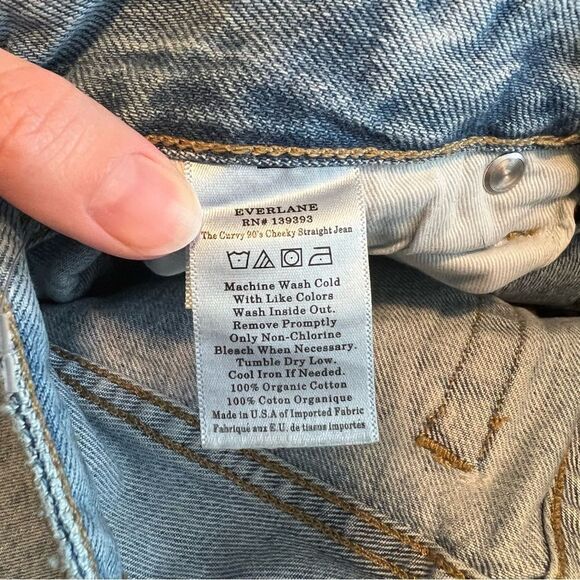 EVERLANE
RN# 139393
The Curvy 90's Cheeky Straight Jean
Machine Wash Cold
With Like Colors
Wash Inside Out.
Remove Promptly
Only Non-Chlorine
Bleach When Necessary.
Tumble Dry Low.
Cool Iron If Needed.
100% Organic Cotton
100% Coton Organique
Made in U.S.A of Imported Fabric
Fabriqué aux E.U. de tissus importes